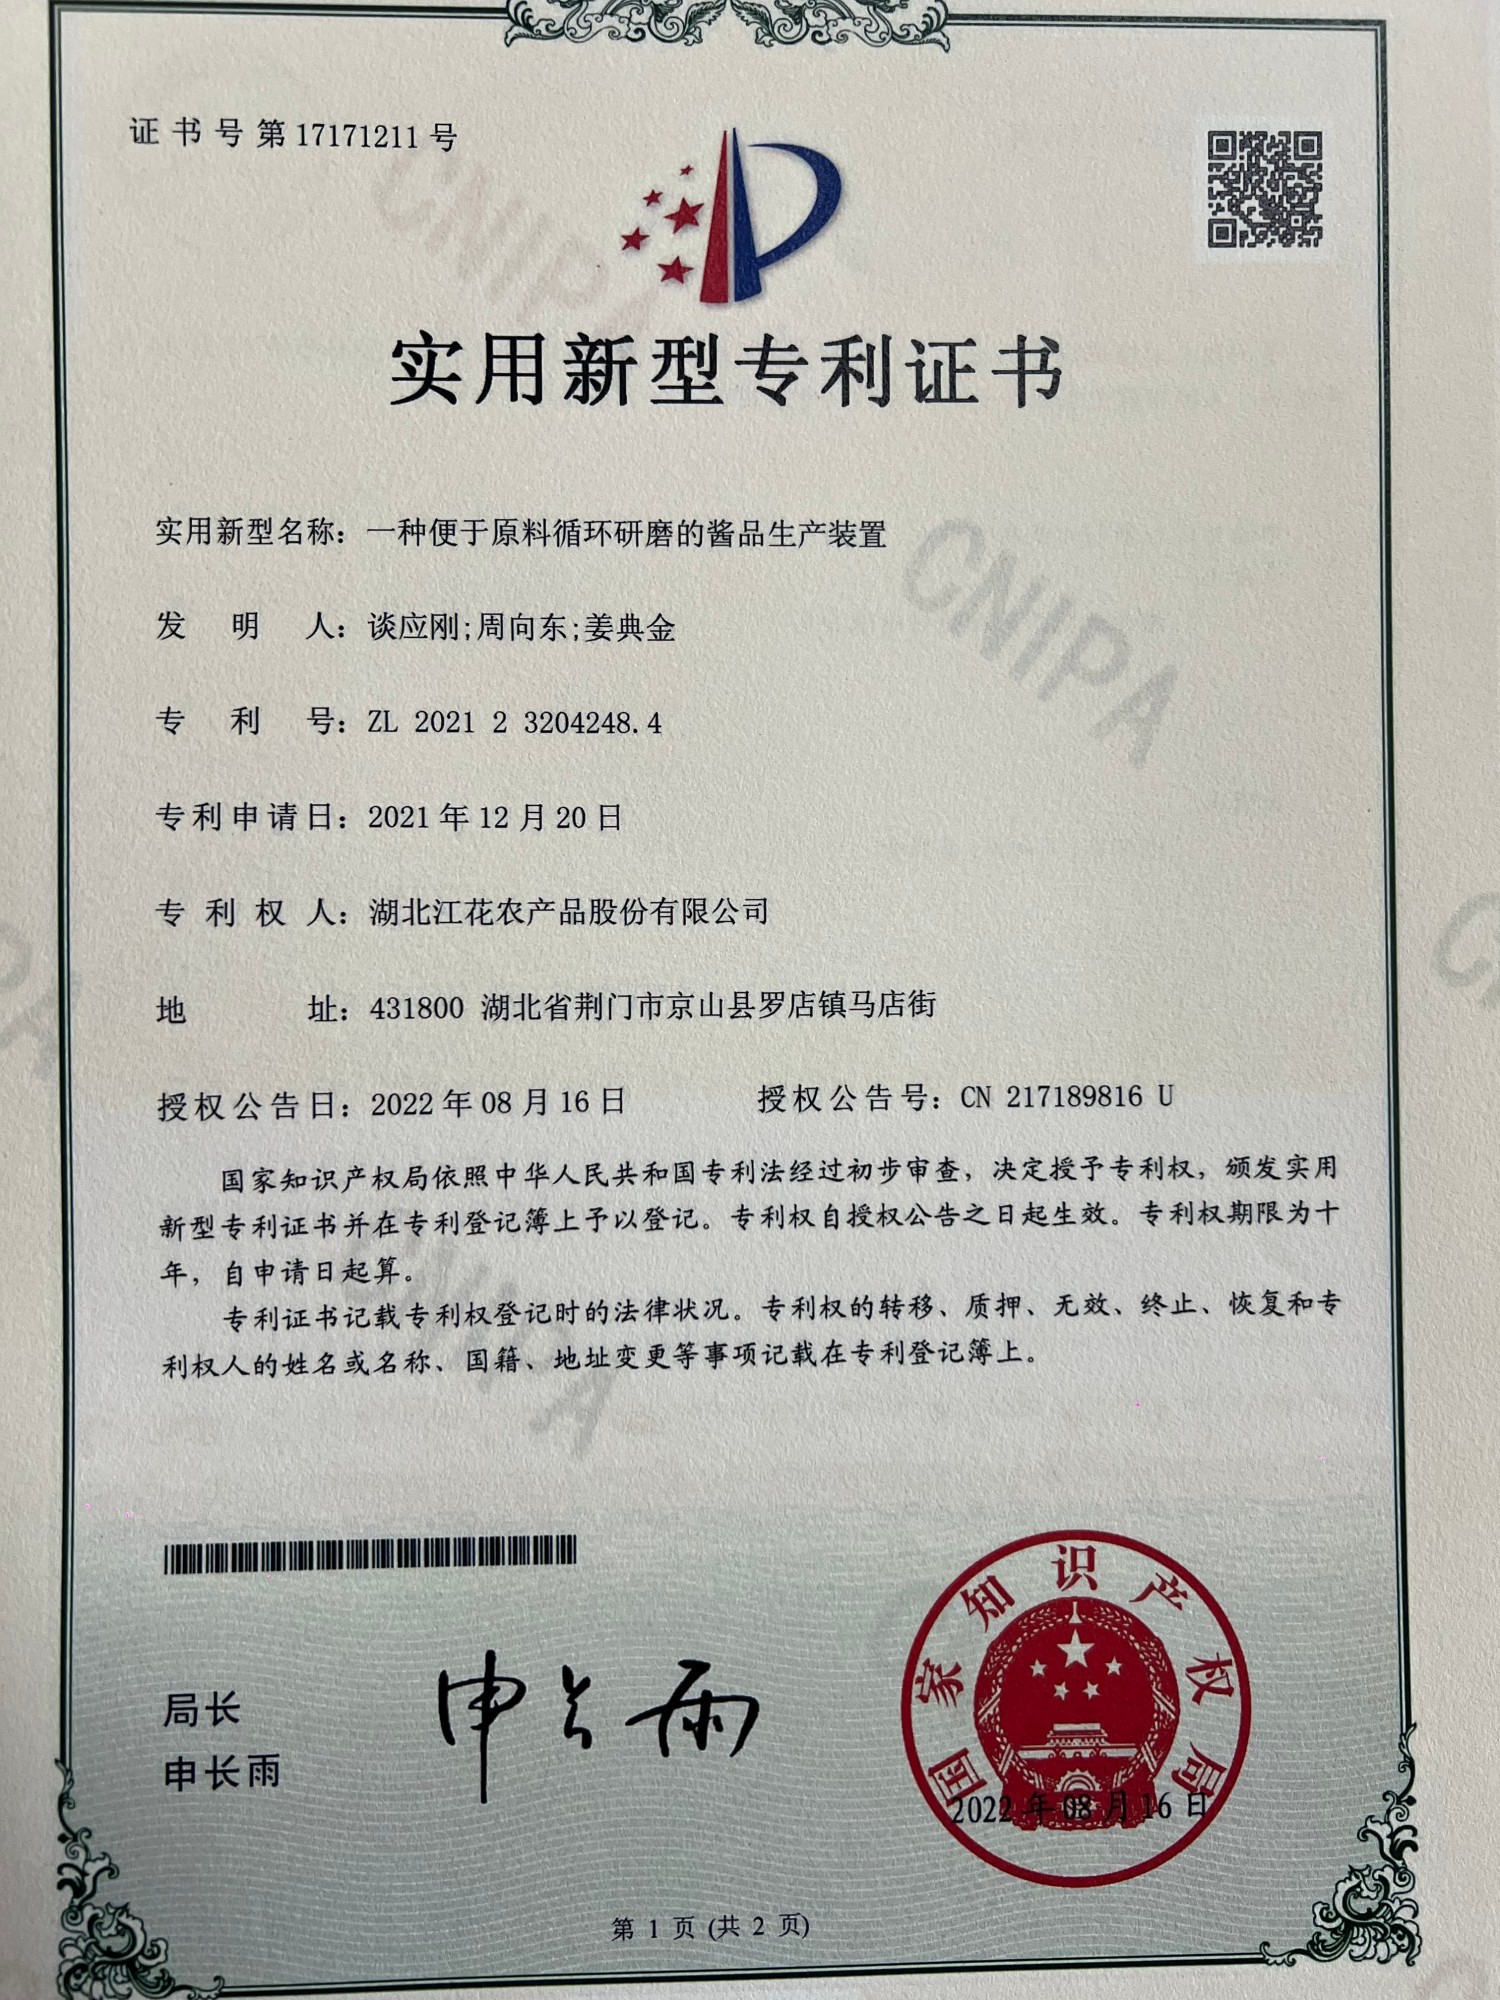 证书号第17171211号
实用新型专利证书
实用新型名称：一种便于原料循环研磨的酱品生产装置
发明人：谈应刚;周向东;姜典金
专利号：ZL 2021 2 3204248.4
专利申请日：2021年12月20日
专利权人：湖北江花农产品股份有限公司
地址：431800 湖北省荆门市京山县罗店镇马店街
授权公告日：2022年08月16日 授权公告号：CN 217189816 U
国家知识产权局依照中华人民共和国专利法经过初步审查，决定授予专利权，颁发实用
新型专利证书并在专利登记簿上予以登记。专利权自授权公告之日起生效。专利权期限为十
年，自申请日起算。
专利证书记载专利权登记时的法律状况。专利权的转移、质押、无效、终止、恢复和专
利权人的姓名或名称、国籍、地址变更等事项记载在专利登记簿上。
局长
申长雨
申长雨
国家知识产权局
2022年08月16日
第 1 页 (共 2 页)
CNIPA
CNIPA
CNIPA